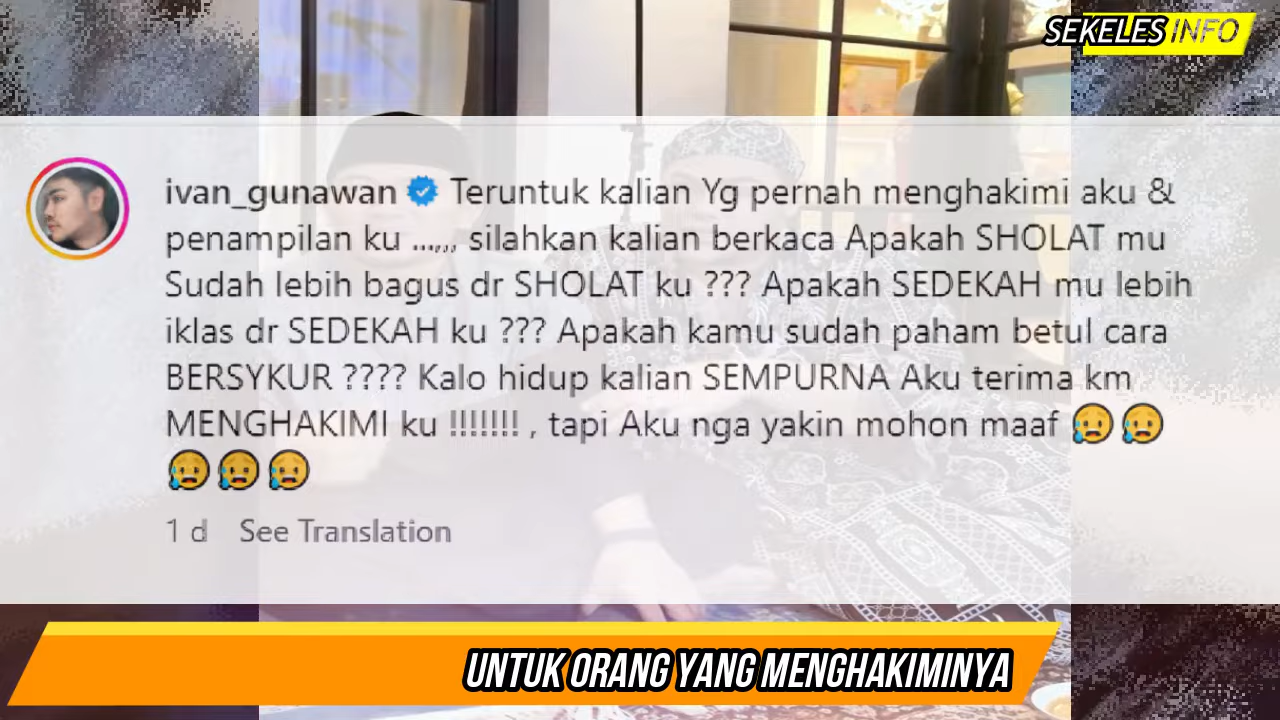 SEKELES INFO
ivan_gunawan Teruntuk kalian Yg pernah menghakimi aku &
penampilan ku ...,,, silahkan kalian berkaca Apakah SHOLAT mu
Sudah lebih bagus dr SHOLAT ku ??? Apakah SEDEKAH mu lebih
iklas dr SEDEKAH ku ??? Apakah kamu sudah paham betul cara
BERSYKUR ???? Kalo hidup kalian SEMPURNA Aku terima km
MENGHAKIMI ku !!!!!!! , tapi Aku nga yakin mohon maaf 😥😥
😥😥😥
1 d See Translation
UNTUK ORANG YANG MENGHAKIMINYA